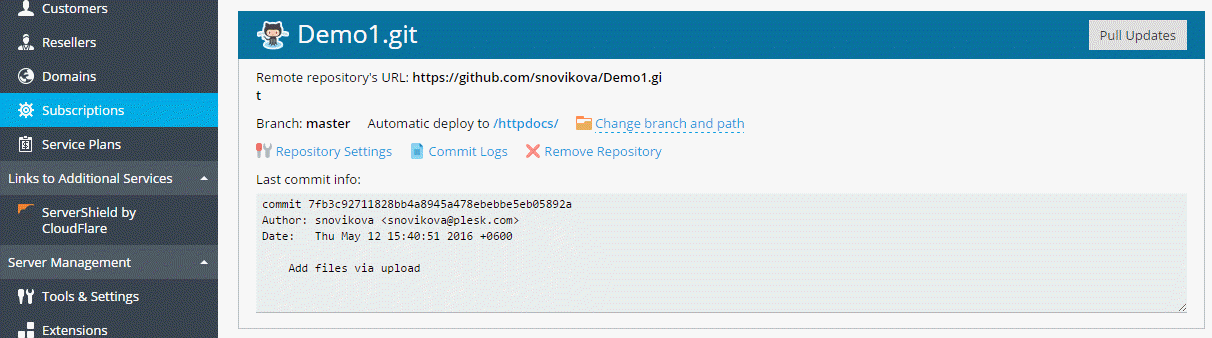 Customers
Resellers
Domains
Subscriptions
Service Plans
Links to Additional Services
ServerShield by
CloudFlare
Server Management
Tools & Settings
Extensions
Demo1.git
Pull Updates
Remote repository's URL: https://github.com/snovikova/Demo1.gi
t
Branch: master Automatic deploy to /httpdocs/ Change branch and path
Repository Settings Commit Logs Remove Repository
Last commit info:
commit 7fb3c92711828bb4a8945a478ebebbe5eb05892a
Author: snovikova <snovikova@plesk.com>
Date: Thu May 12 15:40:51 2016 +0600
Add files via upload